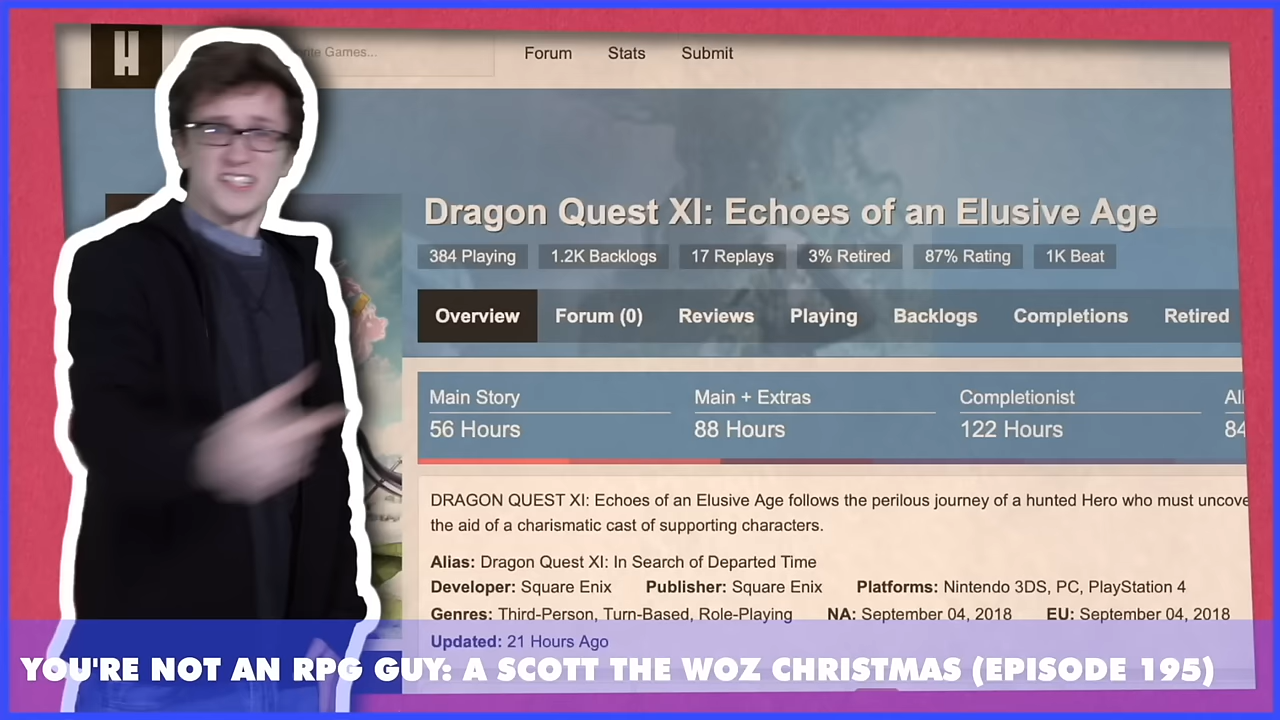 H
Games...
Forum
Stats
Submit
Dragon Quest XI: Echoes of an Elusive Age
384 Playing
1.2K Backlogs
17 Replays
3% Retired
87% Rating
1K Beat
Overview
Forum (0)
Reviews
Playing
Backlogs
Completions
Retired
Main Story
Main + Extras
Completionist
56 Hours
88 Hours
122 Hours
84
DRAGON QUEST XI: Echoes of an Elusive Age follows the perilous journey of a hunted Hero who must
the aid of a charismatic cast of supporting characters.
Alias: Dragon Quest XI: In Search of Departed Time
Developer: Square Enix Publisher: Square Enix Platforms: Nintendo 3DS, PC, PlayStation 4
Genres: Third-Person, Turn-Based, Role-Playing NA: September 04, 2018 EU: September 04, 2018
Updated: 21 Hours Ago
YOU'RE NOT AN RPG GUY: A SCOTT THE WOZ CHRISTMAS (EPISODE 195)